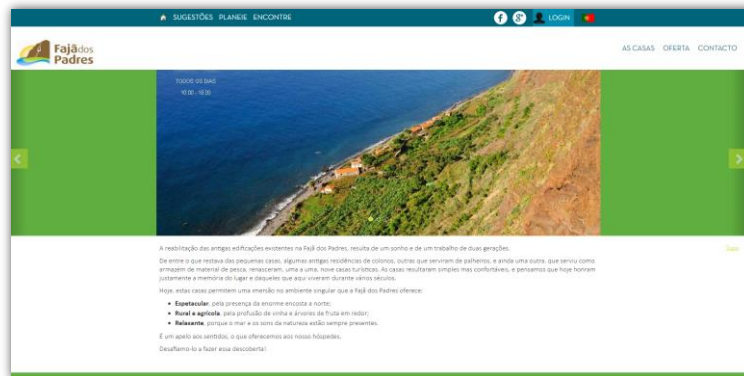 SUGESTÕES PLANEIE ENCONTRE
LOGIN
Fajãdos
Padres
AS CASAS OFERTA CONTACTO
TODOS OS DIAS
10:00 - 18:00
A reabilitação das antigas edificações existentes na Fajã dos Padres, resulta de um sonho e de um trabalho de duas gerações.
De entre o que restava das pequenas casas, algumas antigas residências de colonos, outras que serviram de palheiros, e ainda uma outra, que serviu como
armazém de material de pesca, renasceram, uma a uma, nove casas turísticas. As casas resultaram simples mas confortáveis, e pensamos que hoje honram
justamente a memória do lugar e daqueles que aqui viveram durante vários séculos.
Hoje, estas casas permitem uma imersão no ambiente singular que a Fajã dos Padres oferece:
Espetacular, pela presença da enorme encosta a norte;
Rural e agrícola, pela profusão de vinha e árvores de fruta em redor;
Relaxante, porque o mar e os sons da natureza estão sempre presentes.
É um apelo aos sentidos, o que oferecemos aos nosso hóspedes.
Desafiamo-lo a fazer essa descoberta!